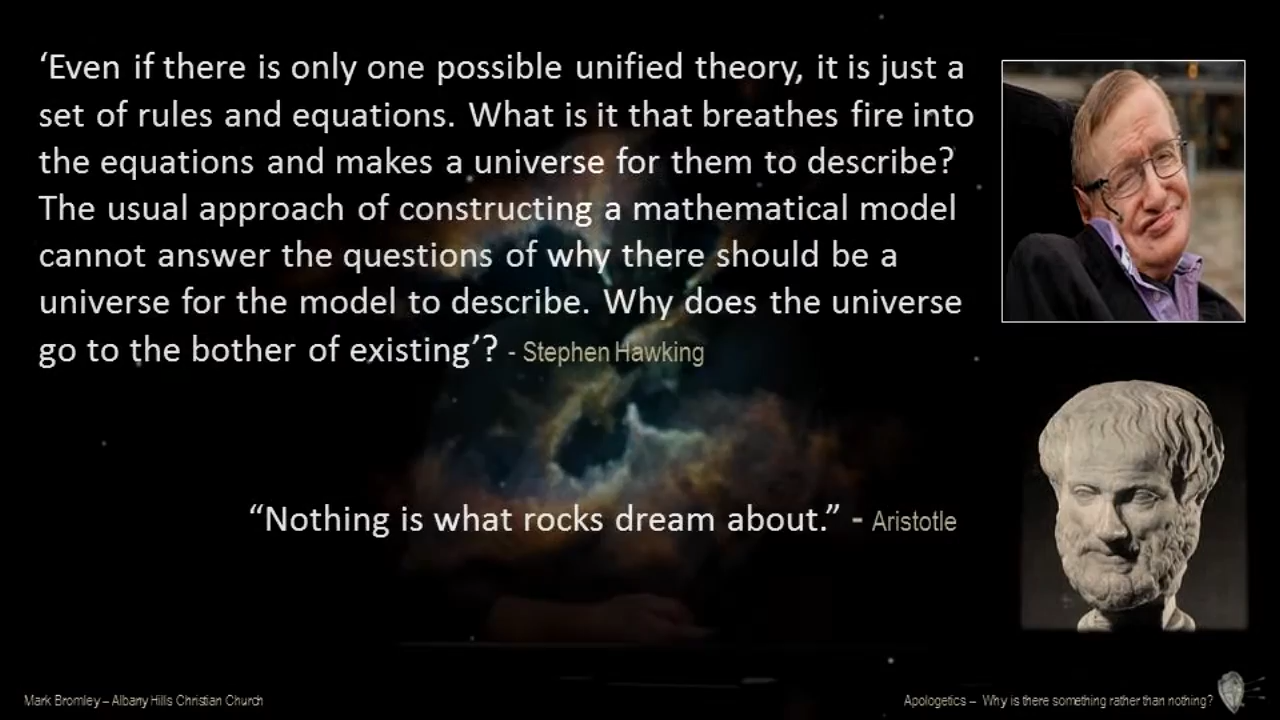 ‘Even if there is only one possible unified theory, it is just a
set of rules and equations. What is it that breathes fire into
the equations and makes a universe for them to describe?
The usual approach of constructing a mathematical model
cannot answer the questions of why there should be a
universe for the model to describe. Why does the universe
go to the bother of existing’? - Stephen Hawking
“Nothing is what rocks dream about.” - Aristotle
Mark Bromley – Albany Hills Christian Church
Apologetics – Why is there something rather than nothing?